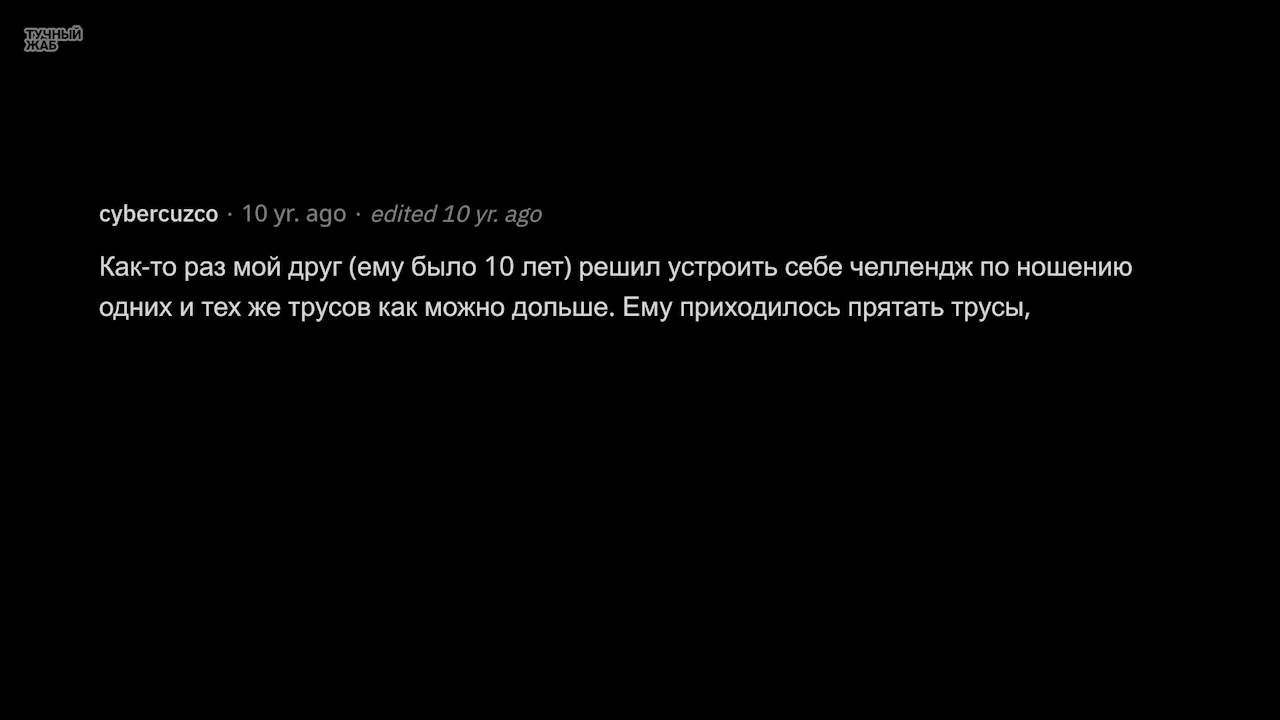 ТУЧНЫЙ
ЖАБ
cybercuzco · 10 yr. ago · edited 10 yr. ago
Как-то раз мой друг (ему было 10 лет) решил устроить себе челлендж по ношению
одних и тех же трусов как можно дольше. Ему приходилось прятать трусы,